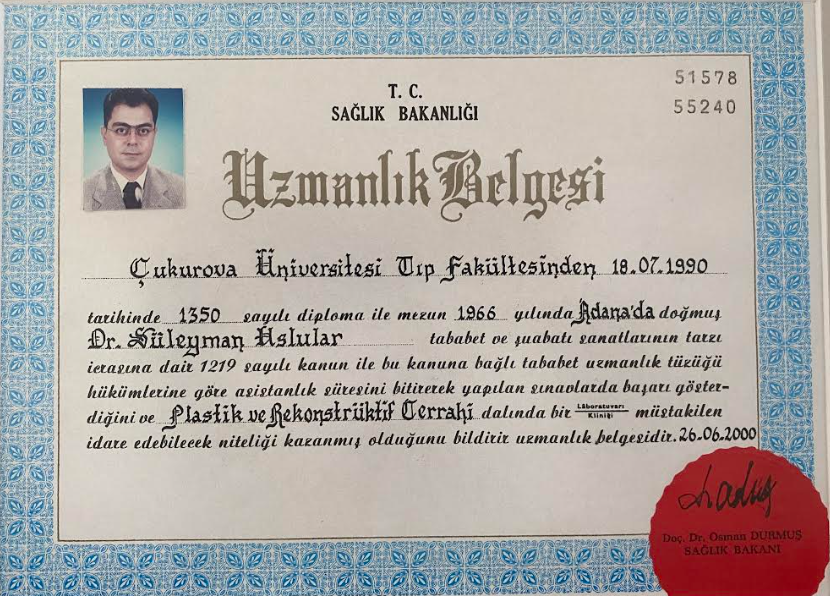 51578
55240
T. C.
SAĞLIK BAKANLIĞI
Uzmanlık Belgesi
Çukurova Üniversitesi Tıp Fakültesinden 18.07.1990
tarihinde 1350 sayılı diploma ile mezun 1966 yılında Adana'da doğmuş
Dr. Süleyman Uslular tababet ve şuabatı sanatlarının tarzı
icrasına dair 1219 sayılı kanun ile bu kanuna bağlı tababet uzmanlık tüzüğü
hükümlerine göre asistanlık süresini bitirerek yapılan sınavlarda başarı göster-
diğini ve Plastik ve Rekonstrüktif Cerrahi dalında bir Lâboratuvarı Kliniği müstakilen
idare edebilecek niteliği kazanmış olduğunu bildirir uzmanlık belgesidir. 26.06.2000
Doç. Dr. Osman DURMUŞ
SAĞLIK BAKANI